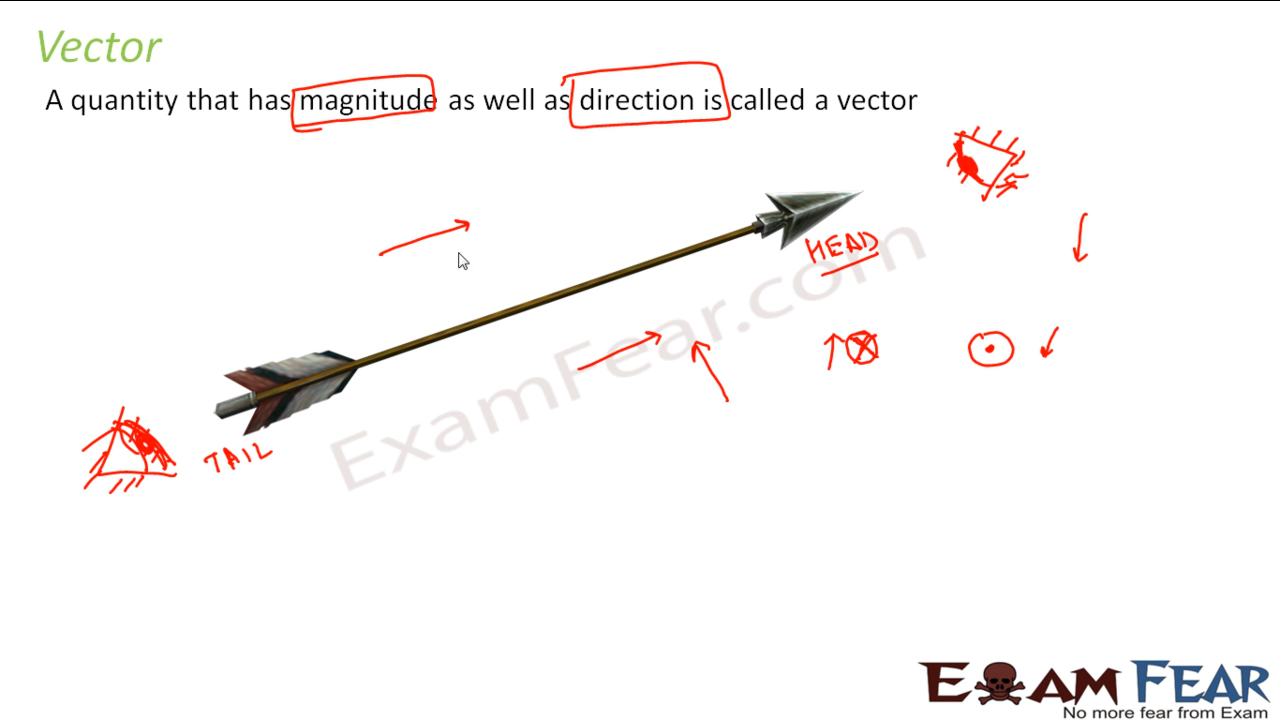 Vector
A quantity that has magnitude as well as direction is called a vector
HEAD
TAIL
ExamFear.com
EXAM FEAR
No more fear from Exam